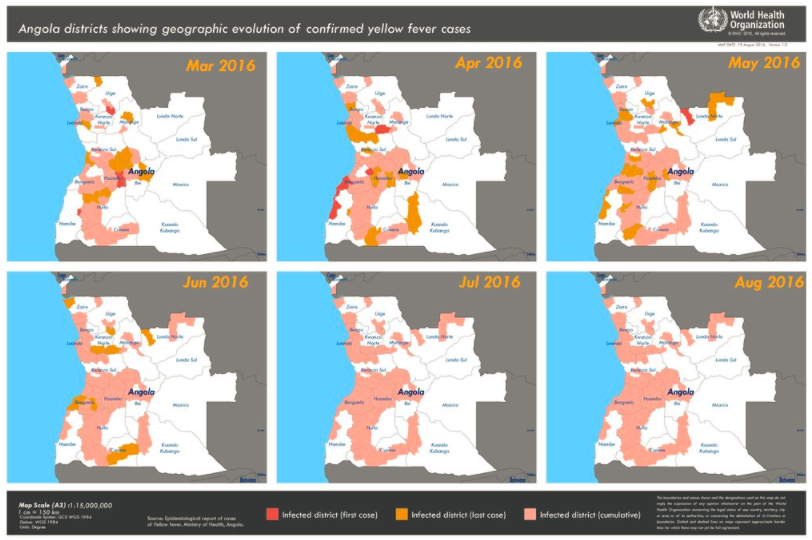 Angola districts showing geographic evolution of confirmed yellow fever cases
World Health
Organization
© WHO 2016. All rights reserved.
MAP DATE: 19 August 2016. Version 1.0
Mar 2016
Zaire
Uige
Bengo
Luanda
Kwanza
Norte
Malange
Lunda Norte
Lunda Sul
Kwanza Sul
Angola
Benguela
Huambo
Bie
Moxico
Huila
Namibe
Cunene
Kuando
Kubango
Apr 2016
Zaire
Uige
Bengo
Luanda
Kwanza
Norte
Malange
Lunda Norte
Lunda Sul
Kwanza Sul
Angola
Benguela
Huambo
Bie
Moxico
Huila
Namibe
Cunene
Kuando
Kubango
May 2016
Zaire
Uige
Bengo
Luanda
Kwanza
Norte
Malange
Lunda Norte
Lunda Sul
Kwanza Sul
Angola
Benguela
Huambo
Bie
Moxico
Huila
Namibe
Cunene
Kuando
Kubango
Jun 2016
Zaire
Uige
Bengo
Luanda
Kwanza
Norte
Malange
Lunda Norte
Lunda Sul
Kwanza Sul
Angola
Benguela
Huambo
Bie
Moxico
Huila
Namibe
Cunene
Kuando
Kubango
Botswana
Jul 2016
Zaire
Uige
Bengo
Luanda
Kwanza
Norte
Malange
Lunda Norte
Lunda Sul
Kwanza Sul
Angola
Benguela
Huambo
Bie
Moxico
Huila
Namibe
Cunene
Kuando
Kubango
Botswana
Aug 2016
Zaire
Uige
Bengo
Luanda
Kwanza
Norte
Malange
Lunda Norte
Lunda Sul
Kwanza Sul
Angola
Benguela
Huambo
Bie
Moxico
Huila
Namibe
Cunene
Kuando
Kubango
Botswana
Map Scale (A3) :1:15,000,000
1 cm = 150 km
Coordinate System: GCS WGS 1984
Datum: WGS 1984
Units: Degree
Source: Epidemiological report of cases
of Yellow fever, Ministry of Health, Angola.
Infected district (first case)
Infected district (last case)
Infected district (cumulative)
The boundaries and names shown and the designations used on this map do not
imply the expression of any opinion whatsoever on the part of the World
Health Organization concerning the legal status of any country, territory, city
or area or of its authorities, or concerning the delimitation of its frontiers or
boundaries. Dotted and dashed lines on maps represent approximate border
lines for which there may not yet be full agreement.